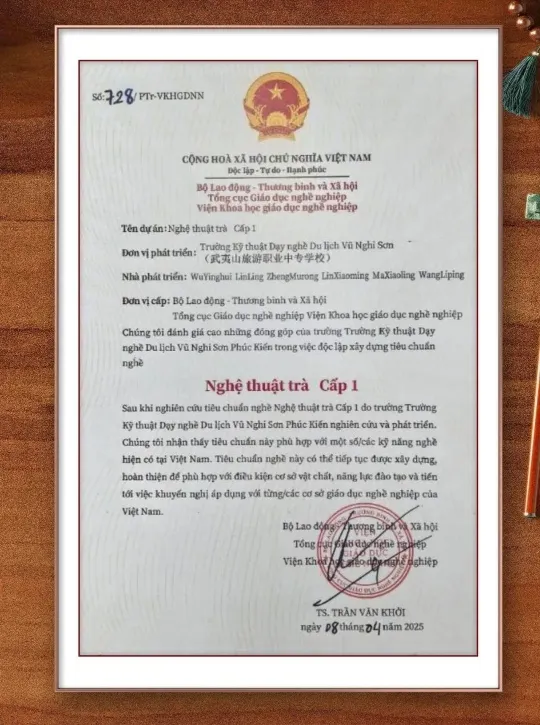 Số: 728/ PTr-VKHGDNN
CỘNG HOÀ XÃ HỘI CHỦ NGHĨA VIỆT NAM
Độc lập - Tự do - Hạnh phúc
Bộ Lao động - Thương binh và Xã hội
Tổng cục Giáo dục nghề nghiệp
Viện Khoa học giáo dục nghề nghiệp
Tên dự án: Nghệ thuật trà Cấp 1
Đơn vị phát triển: Trường Kỹ thuật Dạy nghề Du lịch Vũ Nghi Sơn
（武夷山旅游职业中专学校）
Nhà phát triển: WuYinghui LinLing ZhengMurong LinXiaoming MaXiaoling WangLiping
Đơn vị cấp: Bộ Lao động - Thương binh và Xã hội
Tổng cục Giáo dục nghề nghiệp Viện Khoa học giáo dục nghề nghiệp
Chúng tôi đánh giá cao những đóng góp của trường Trường Kỹ thuật Dạy
nghề Du lịch Vũ Nghi Sơn Phúc Kiến trong việc độc lập xây dựng tiêu chuẩn
nghề
Nghệ thuật trà Cấp 1
Sau khi nghiên cứu tiêu chuẩn nghề Nghệ thuật trà Cấp 1 do trường Trường
Kỹ thuật Dạy nghề Du lịch Vũ Nghi Sơn Phúc Kiến nghiên cứu và phát triển.
Chúng tôi nhận thấy tiêu chuẩn này phù hợp với một số/các kỹ năng nghề
hiện có tại Việt Nam. Tiêu chuẩn nghề này có thể tiếp tục được xây dựng,
hoàn thiện để phù hợp với điều kiện cơ sở vật chất, năng lực đào tạo và tiến
tới việc khuyến nghị áp dụng với từng/các cơ sở giáo dục nghề nghiệp của
Việt Nam.
Bộ Lao động - Thương binh và Xã hội
Tổng cục Giáo dục nghề nghiệp
Viện Khoa học giáo dục nghề nghiệp
VIỆN
GIÁO DỤC
TS. TRẦN VĂN KHÔI
ngày 08 tháng 04 năm 2025